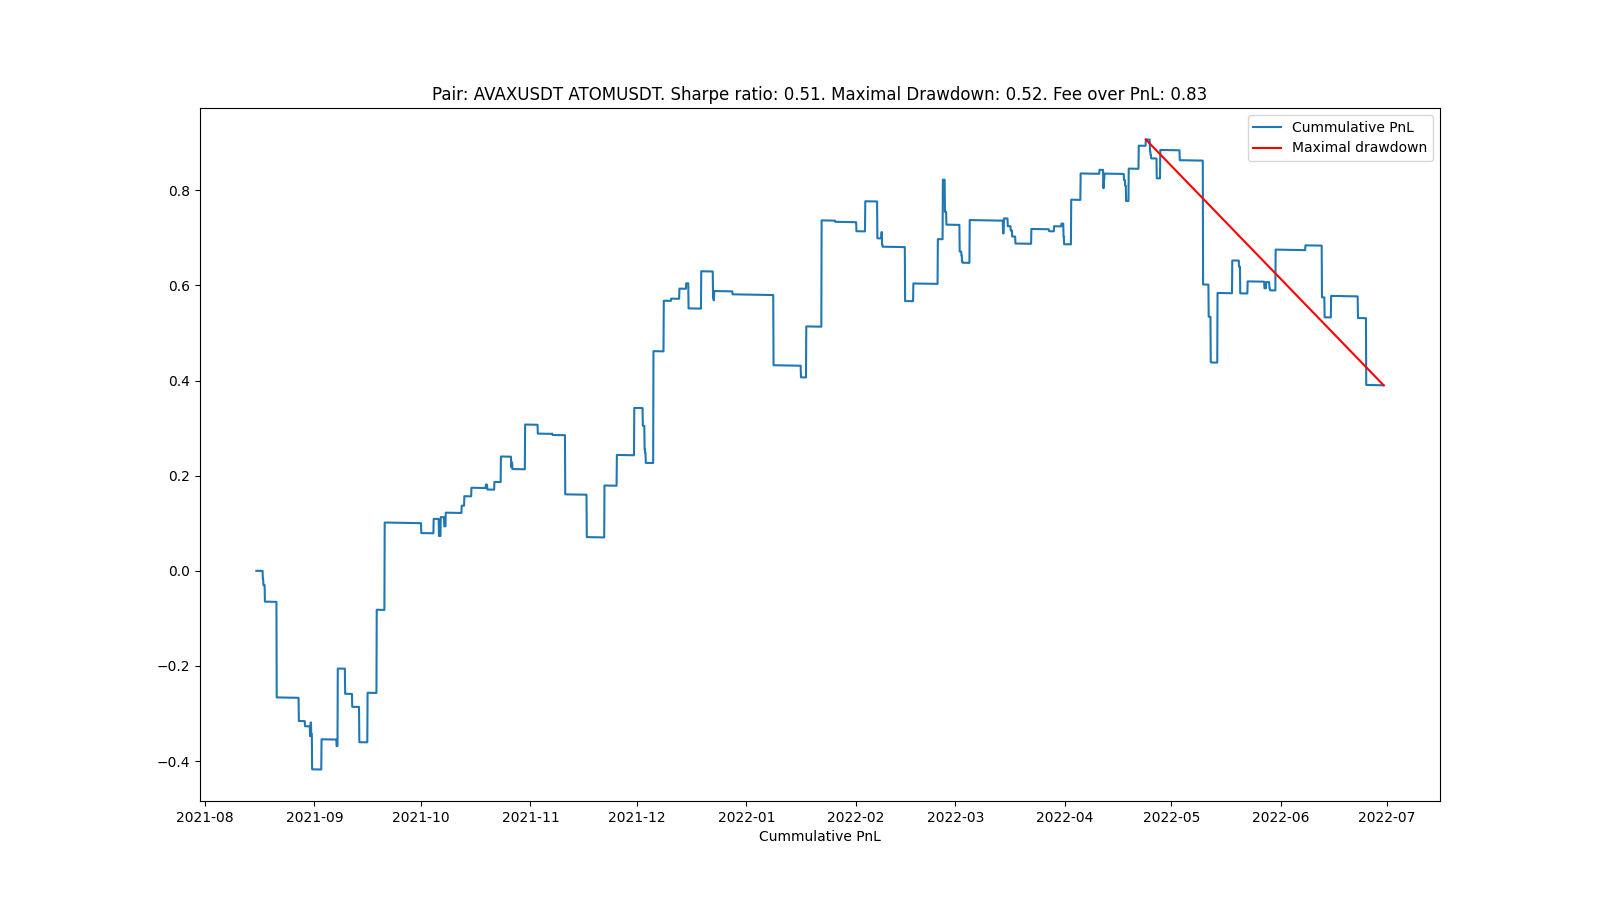 Pair: AVAXUSDT ATOMUSDT. Sharpe ratio: 0.51. Maximal Drawdown: 0.52. Fee over PnL: 0.83
Cummulative PnL
Maximal drawdown
0.8
0.6
0.4
0.2
0.0
−0.2
−0.4
2021-08 2021-09 2021-10 2021-11 2021-12 2022-01 2022-02 2022-03 2022-04 2022-05 2022-06 2022-07
Cummulative PnL